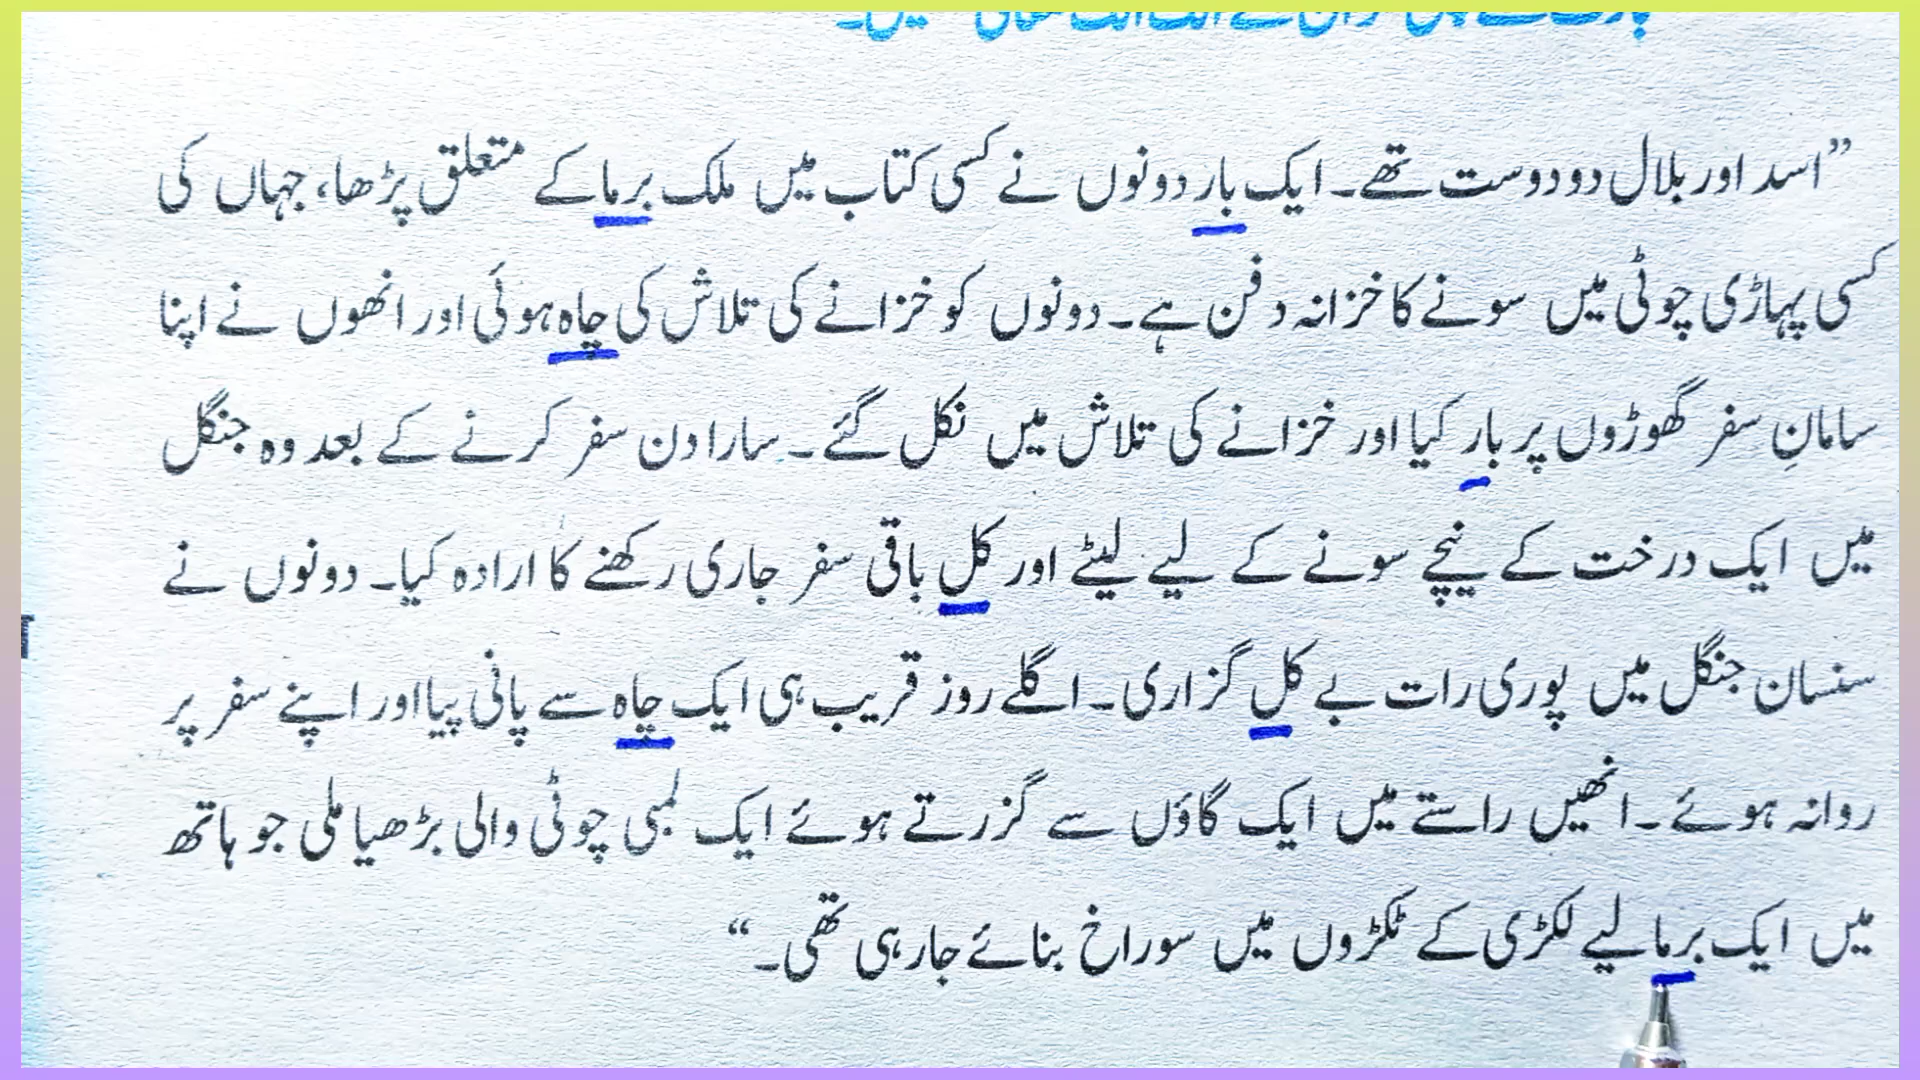 ”اسد اور بلال دو دوست تھے۔ ایک بار دونوں نے کسی کتاب میں ملک برما کے متعلق پڑھا، جہاں کی
کسی پہاڑی چوٹی میں سونے کا خزانہ دفن ہے۔ دونوں کو خزانے کی تلاش کی چاہ ہوئی اور انھوں نے اپنا
سامانِ سفر گھوڑوں پر بار کیا اور خزانے کی تلاش میں نکل گئے۔ سارا دن سفر کرنے کے بعد وہ جنگل
میں ایک درخت کے نیچے سونے کے لیے لیٹے اور کل باقی سفر جاری رکھنے کا ارادہ کیا۔ دونوں نے
سنسان جنگل میں پوری رات بے کل گزاری۔ اگلے روز قریب ہی ایک چاہ سے پانی پیا اور اپنے سفر پر
روانہ ہوئے۔ انھیں راستے میں ایک گاؤں سے گزرتے ہوئے ایک لمبی چوٹی والی بڑھیا ملی جو ہاتھ
میں ایک برما لیے لکڑی کے ٹکڑوں میں سوراخ بنائے جارہی تھی۔“